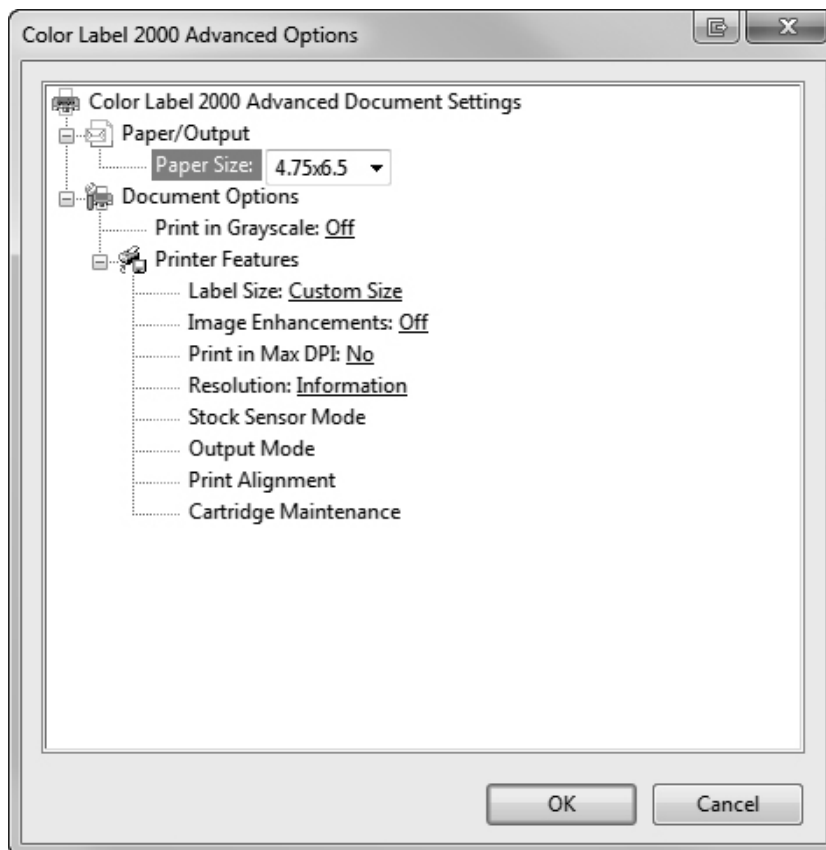 Color Label 2000 Advanced Options
Color Label 2000 Advanced Document Settings
Paper/Output
Paper Size: 4.75x6.5
Document Options
Print in Grayscale: Off
Printer Features
Label Size: Custom Size
Image Enhancements: Off
Print in Max DPI: No
Resolution: Information
Stock Sensor Mode
Output Mode
Print Alignment
Cartridge Maintenance
OK Cancel